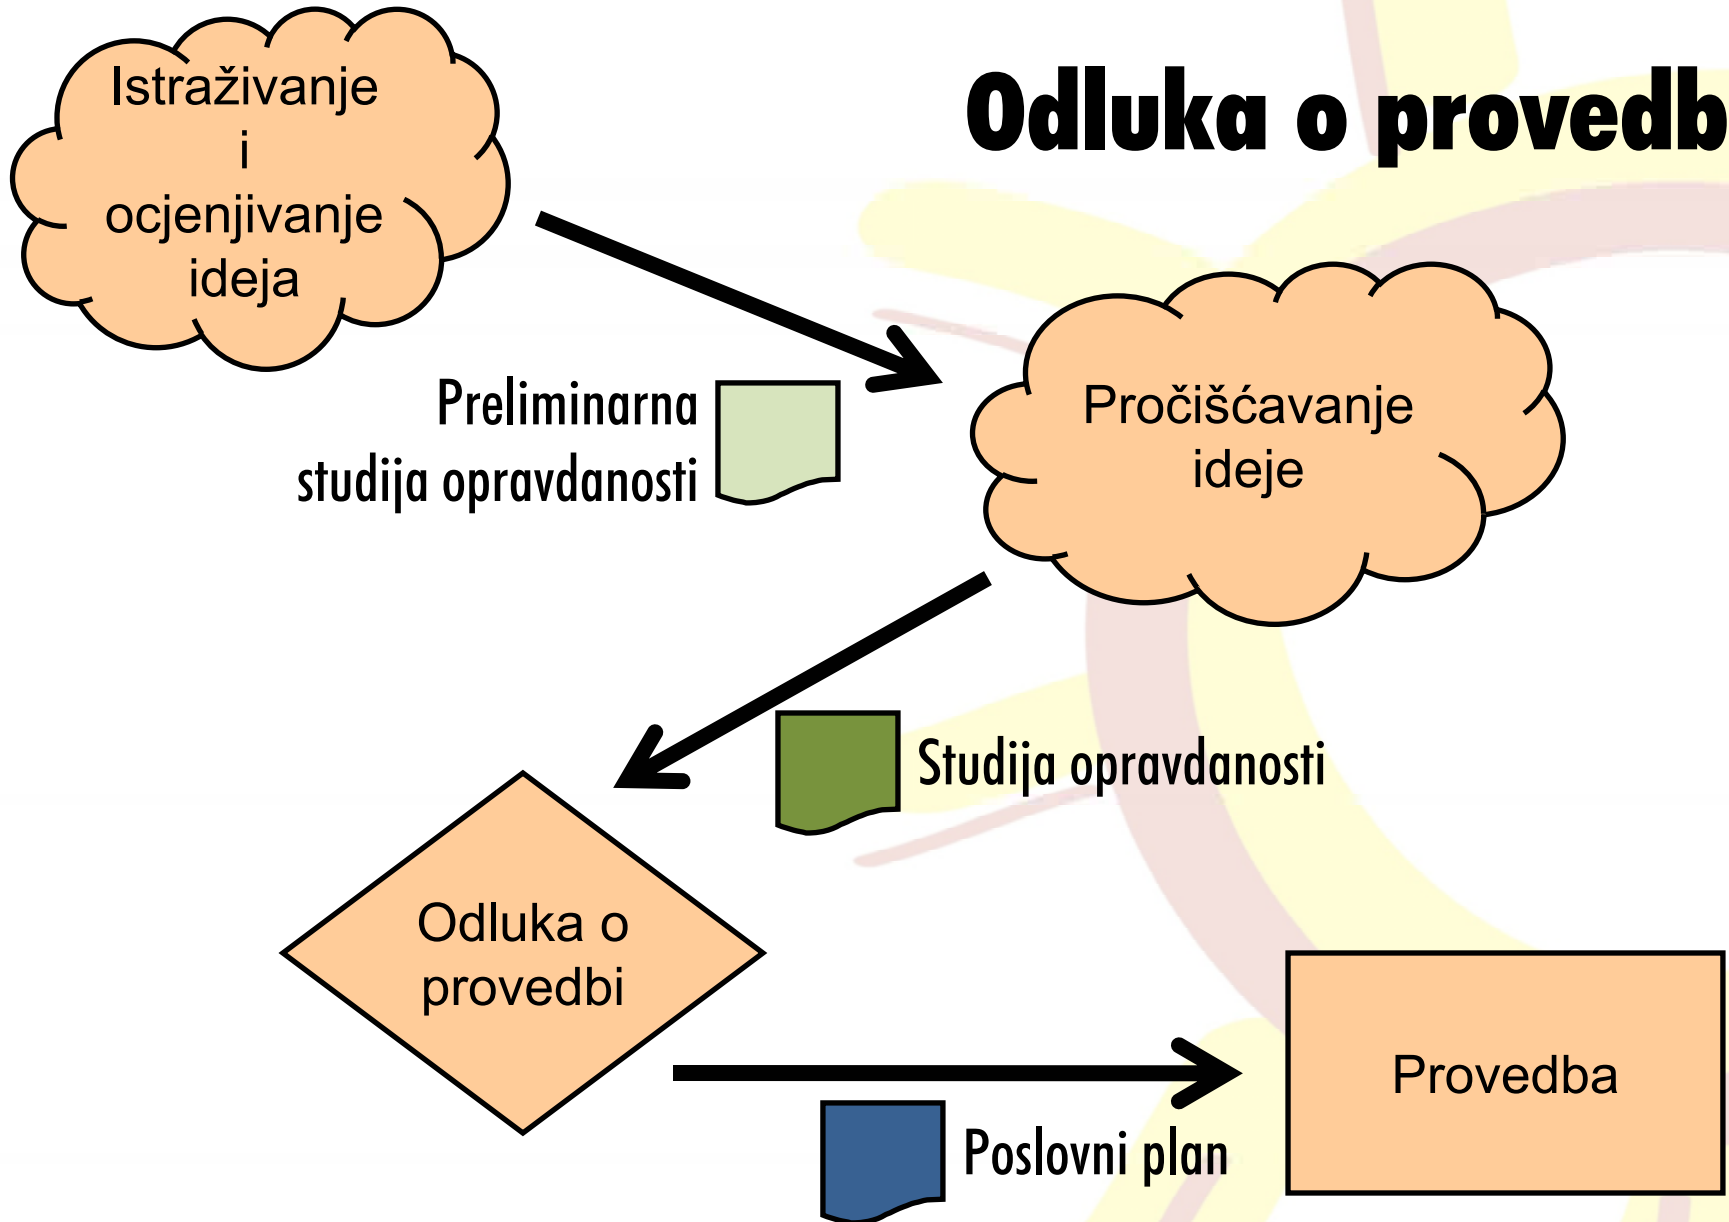 Odluka o provedb
Istraživanje
i
ocjenjivanje
ideja
Preliminarna
studija opravdanosti
Pročišćavanje
ideje
Studija opravdanosti
Odluka o
provedbi
Poslovni plan
Provedba